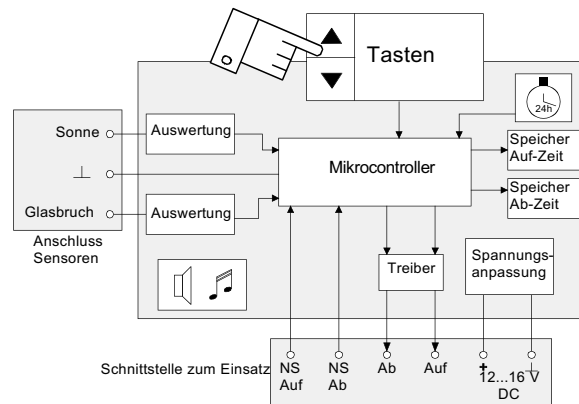 Tasten
24h
Sonne
Auswertung
Speicher
Auf-Zeit
Mikrocontroller
Speicher
Ab-Zeit
Glasbruch
Auswertung
Anschluss
Sensoren
Treiber
Spannungs-
anpassung
Schnittstelle zum Einsatz
NS
Auf
NS
Ab
Ab
Auf
+
12...16 V
DC